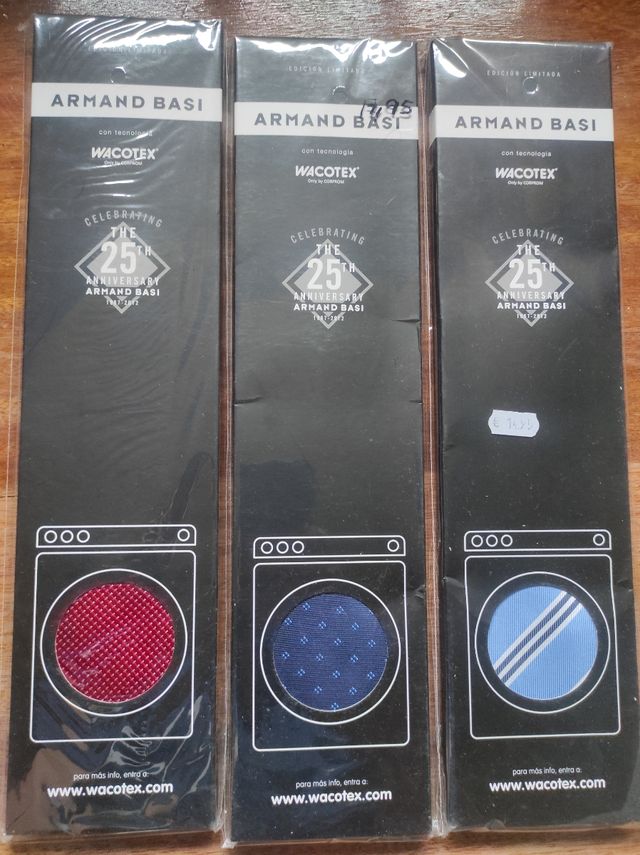 EDICIÓN LIMITADA
ARMAND BASI
con tecnología
WACOTEX®
Only by CORPROM
CELEBRATING
THE
25TH
ANNIVERSARY
ARMAND BASI
1987-2012
para más info, entra a:
www.wacotex.com
EDICIÓN LIMITADA
17,95
ARMAND BASI
con tecnología
WACOTEX®
Only by CORPROM
CELEBRATING
THE
25TH
ANNIVERSARY
ARMAND BASI
1987-2012
para más info, entra a:
www.wacotex.com
EDICIÓN LIMITADA
ARMAND BASI
con tecnología
WACOTEX®
Only by CORPROM
CELEBRATING
THE
25TH
ANNIVERSARY
ARMAND BASI
1987-2012
€
para más info, entra a:
www.wacotex.com